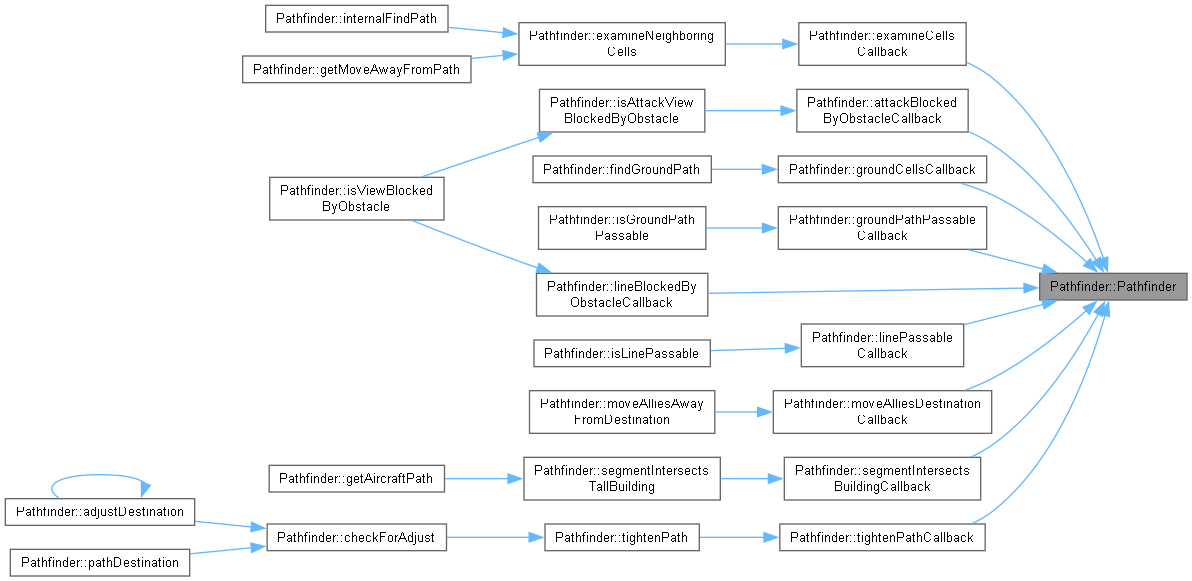 Pathfinder::internalFindPath
Pathfinder::getMoveAwayFromPath
Pathfinder::examineNeighboring
Cells
Pathfinder::examineCells
Callback
Pathfinder::isAttackView
BlockedByObstacle
Pathfinder::attackBlocked
ByObstacleCallback
Pathfinder::findGroundPath
Pathfinder::groundCellsCallback
Pathfinder::isViewBlocked
ByObstacle
Pathfinder::isGroundPath
Passable
Pathfinder::groundPathPassable
Callback
Pathfinder::lineBlockedBy
ObstacleCallback
Pathfinder::Pathfinder
Pathfinder::isLinePassable
Pathfinder::linePassable
Callback
Pathfinder::moveAlliesAway
FromDestination
Pathfinder::moveAlliesDestination
Callback
Pathfinder::getAircraftPath
Pathfinder::segmentIntersects
TallBuilding
Pathfinder::segmentIntersects
BuildingCallback
Pathfinder::adjustDestination
Pathfinder::pathDestination
Pathfinder::checkForAdjust
Pathfinder::tightenPath
Pathfinder::tightenPathCallback